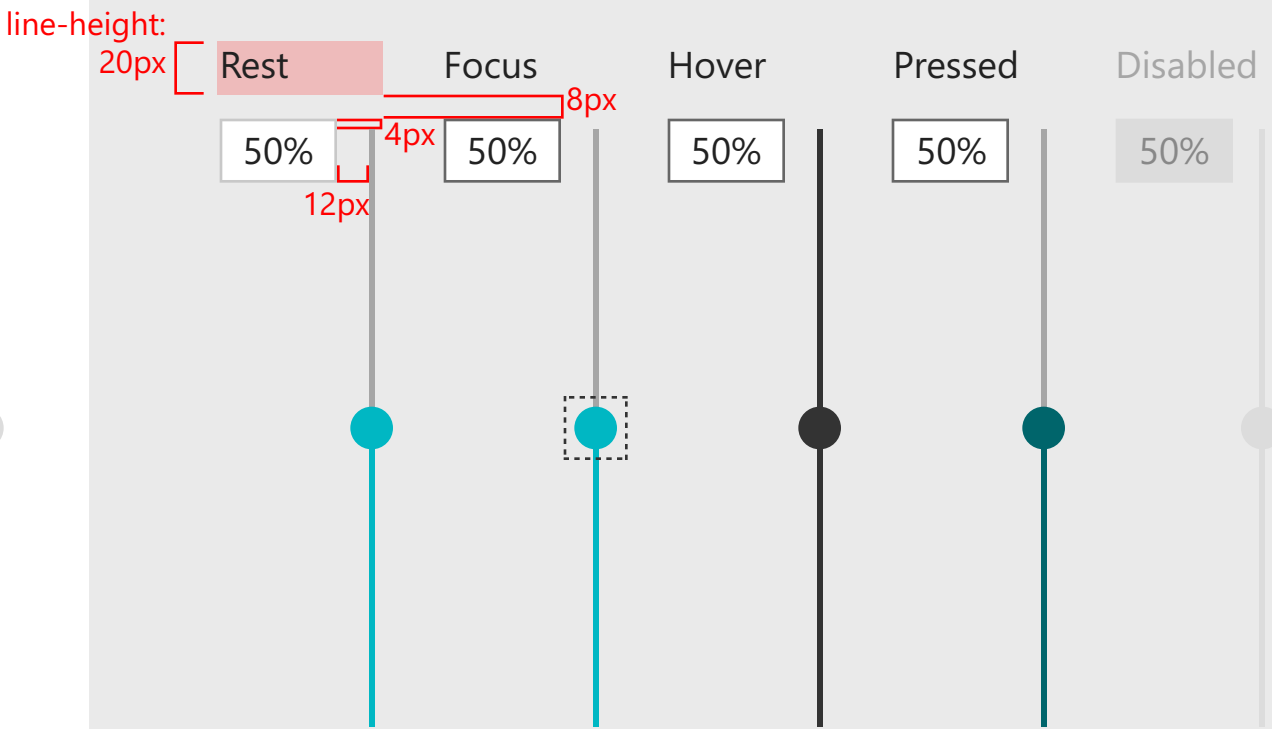 line-height:
20px
Rest
Focus
Hover
Pressed
Disabled
8px
4px
50%
50%
50%
50%
50%
12px